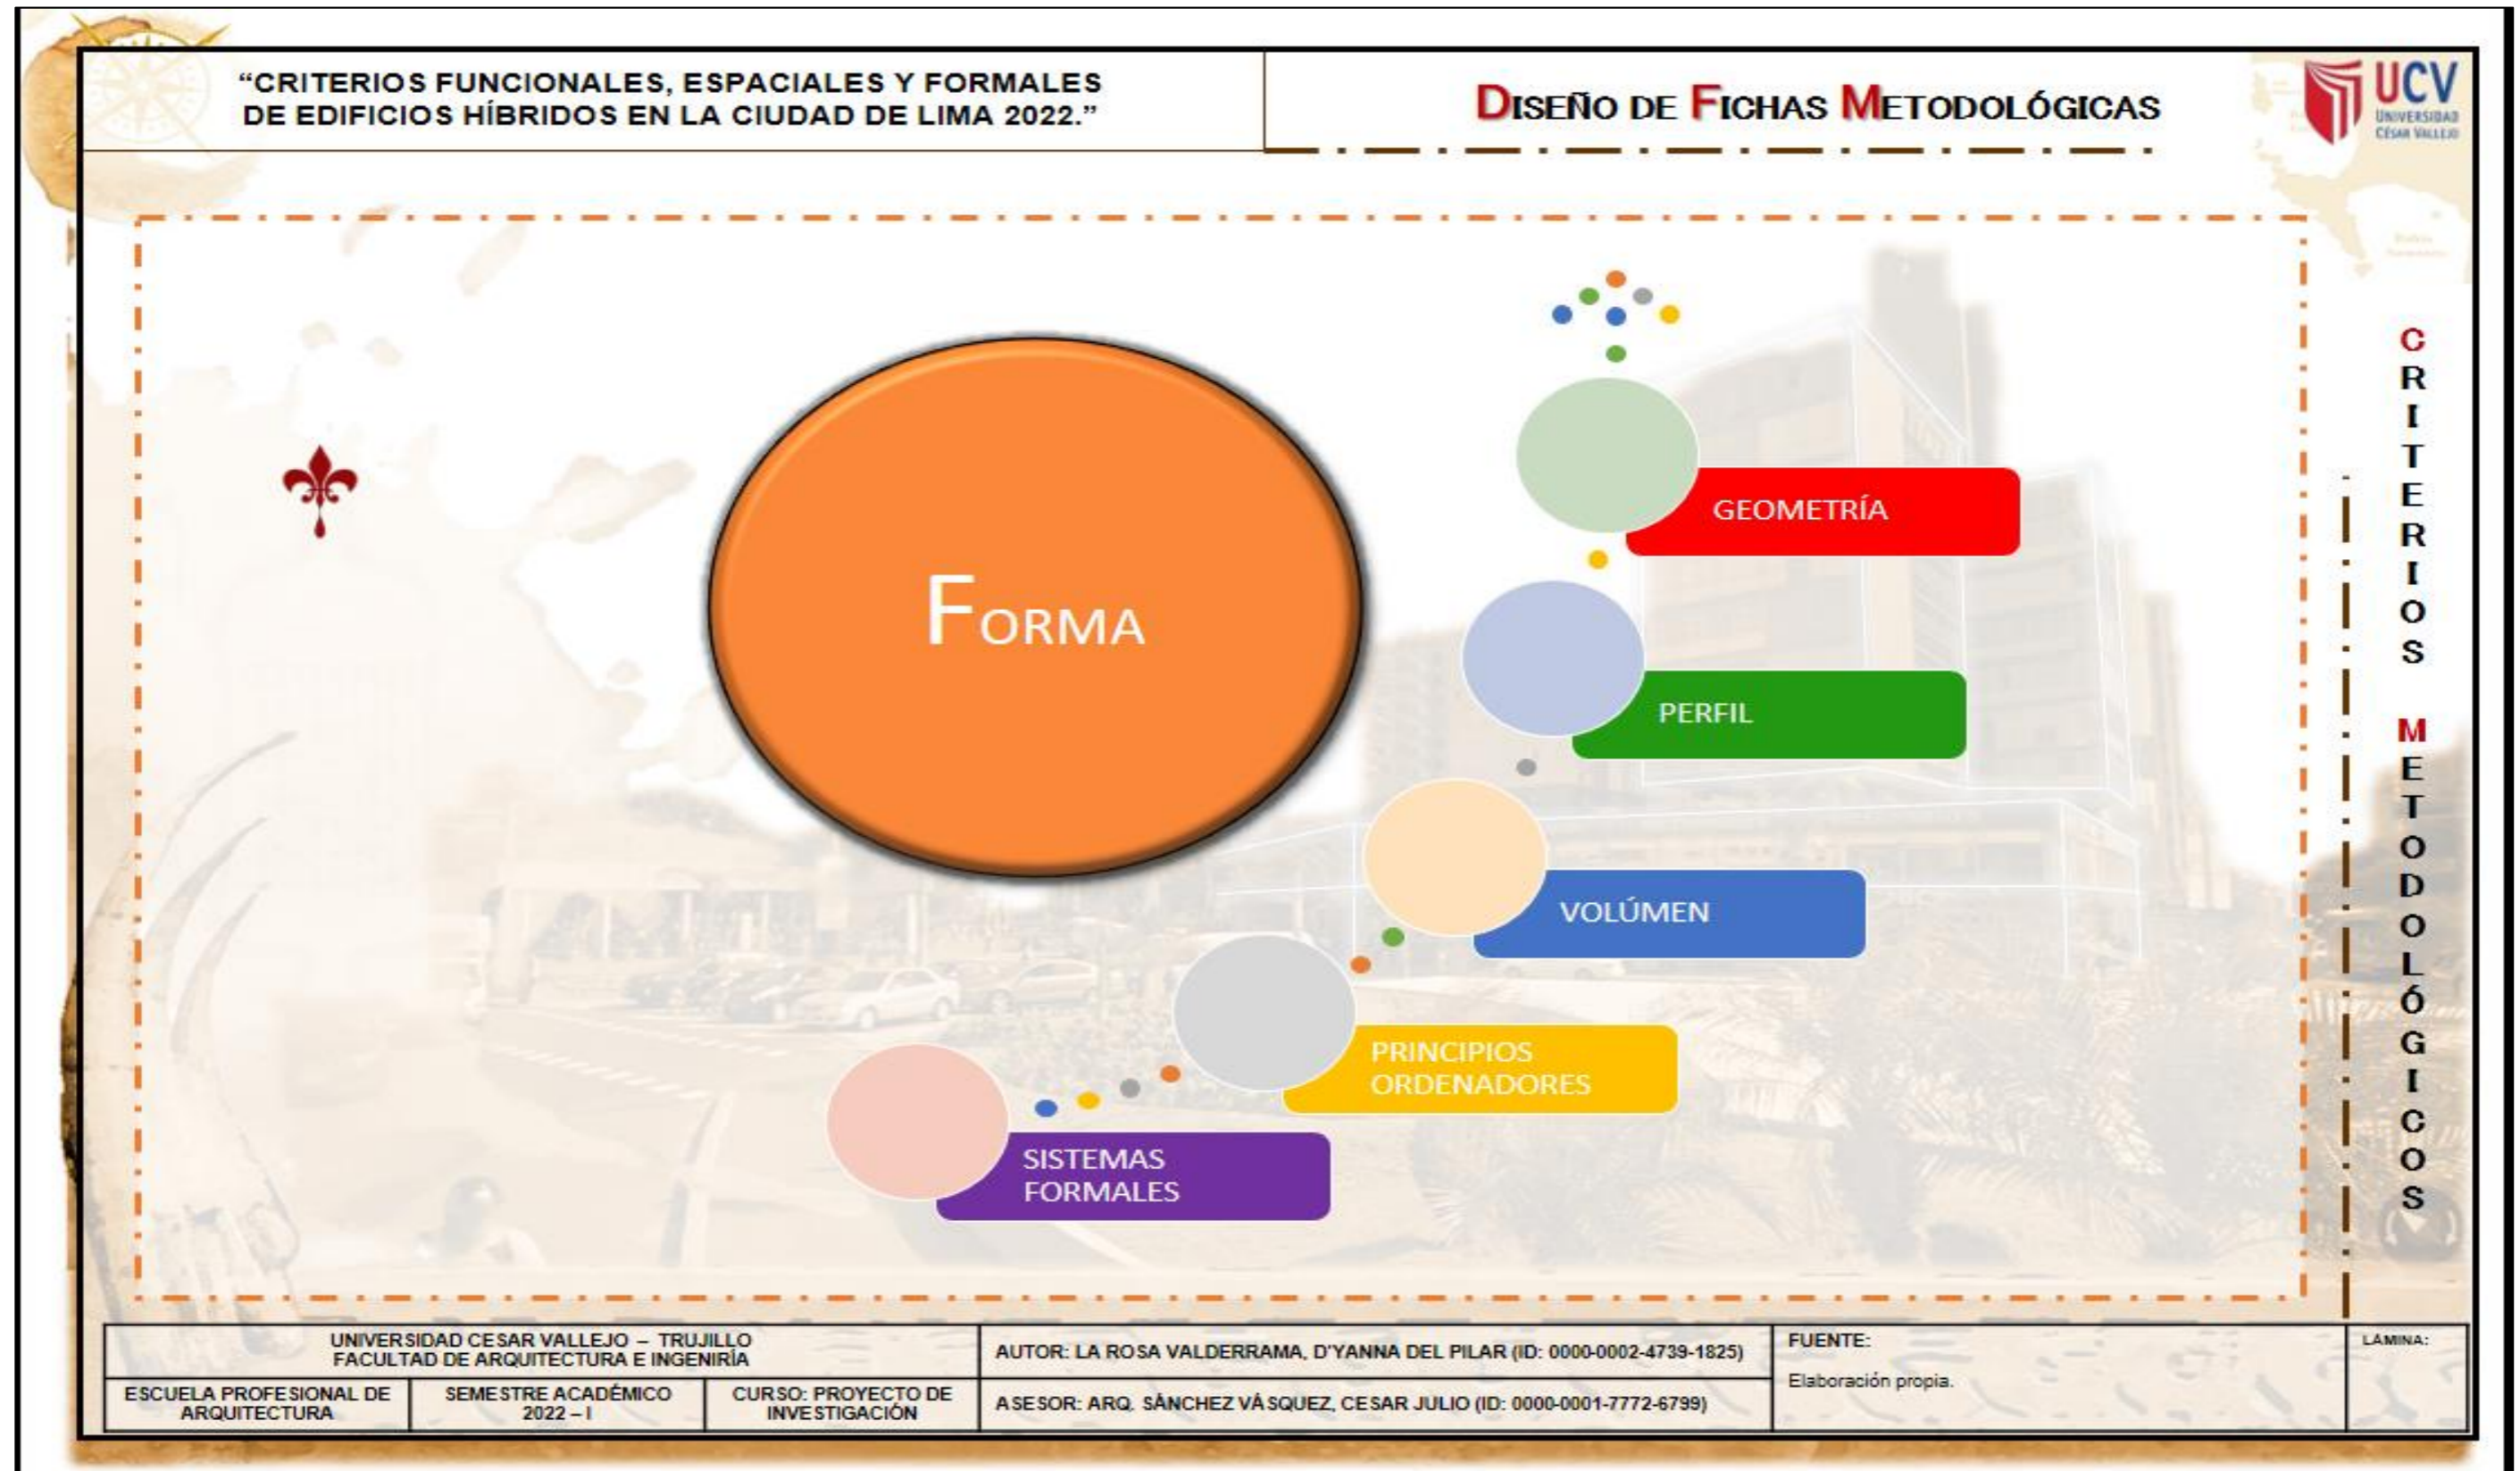 “CRITERIOS FUNCIONALES, ESPACIALES Y FORMALES
DE EDIFICIOS HÍBRIDOS EN LA CIUDAD DE LIMA 2022.”
DISEÑO DE FICHAS METODOLÓGICAS
UCV
UNIVERSIDAD
CÉSAR VALLEJO
FORMA
GEOMETRÍA
PERFIL
VOLÚMEN
PRINCIPIOS
ORDENADORES
SISTEMAS
FORMALES
CRITERIOS METODOLÓGICOS
UNIVERSIDAD CESAR VALLEJO – TRUJILLO
FACULTAD DE ARQUITECTURA E INGENIRÍA
ESCUELA PROFESIONAL DE
ARQUITECTURA
SEMESTRE ACADÉMICO
2022 – I
CURSO: PROYECTO DE
INVESTIGACIÓN
AUTOR: LA ROSA VALDERRAMA, D'YANNA DEL PILAR (ID: 0000-0002-4739-1825)
ASESOR: ARQ. SÁNCHEZ VÁSQUEZ, CESAR JULIO (ID: 0000-0001-7772-6799)
FUENTE:
Elaboración propia.
LÁMINA: